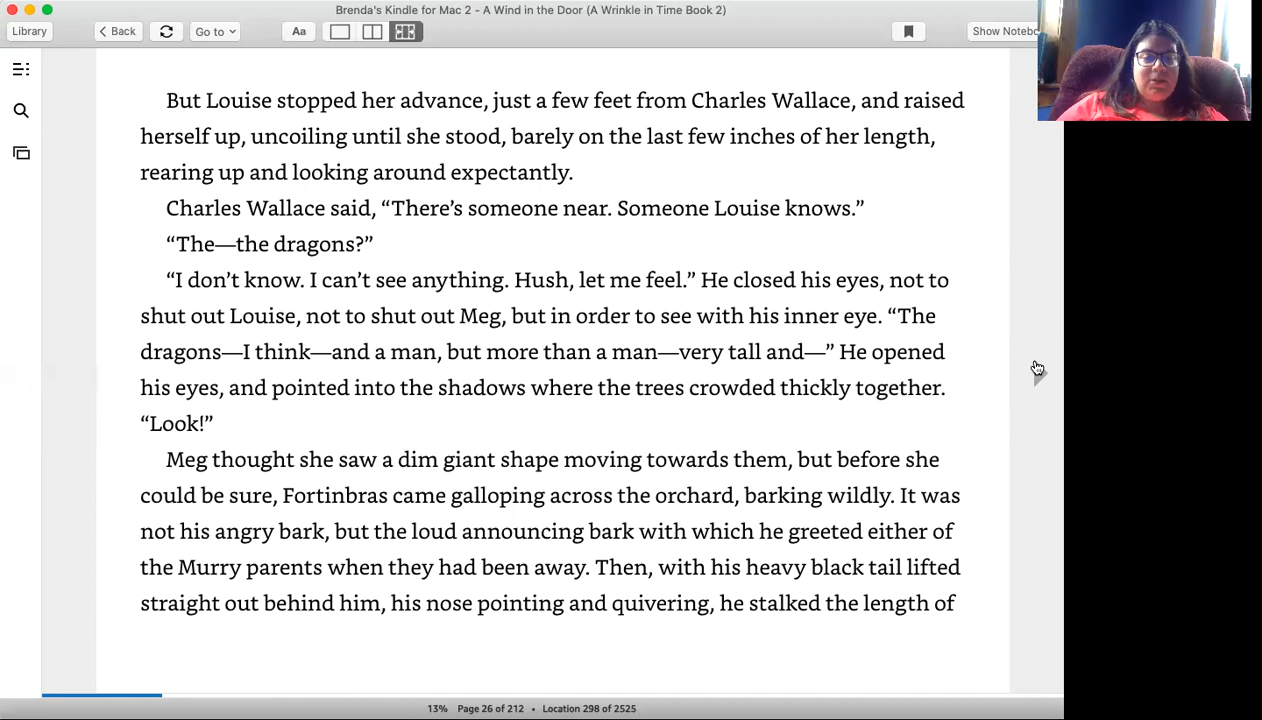 Brenda's Kindle for Mac 2 - A Wind in the Door (A Wrinkle in Time Book 2)
Library
Back
Go to
Aa
Show Notebo
But Louise stopped her advance, just a few feet from Charles Wallace, and raised
herself up, uncoiling until she stood, barely on the last few inches of her length,
rearing up and looking around expectantly.
Charles Wallace said, “There’s someone near. Someone Louise knows.”
“The—the dragons?”
“I don’t know. I can’t see anything. Hush, let me feel.” He closed his eyes, not to
shut out Louise, not to shut out Meg, but in order to see with his inner eye. “The
dragons—I think—and a man, but more than a man—very tall and—” He opened
his eyes, and pointed into the shadows where the trees crowded thickly together.
“Look!”
Meg thought she saw a dim giant shape moving towards them, but before she
could be sure, Fortinbras came galloping across the orchard, barking wildly. It was
not his angry bark, but the loud announcing bark with which he greeted either of
the Murry parents when they had been away. Then, with his heavy black tail lifted
straight out behind him, his nose pointing and quivering, he stalked the length of
13% Page 26 of 212 • Location 298 of 2525